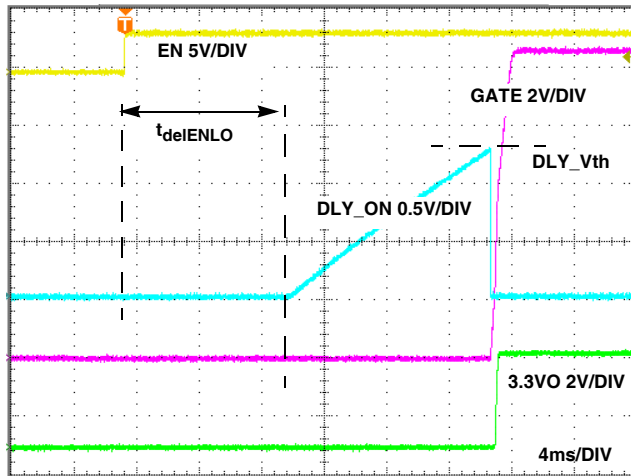 T
EN 5V/DIV
GATE 2V/DIV
tdelENLO
DLY_Vth
DLY_ON 0.5V/DIV
3.3VO 2V/DIV
4ms/DIV